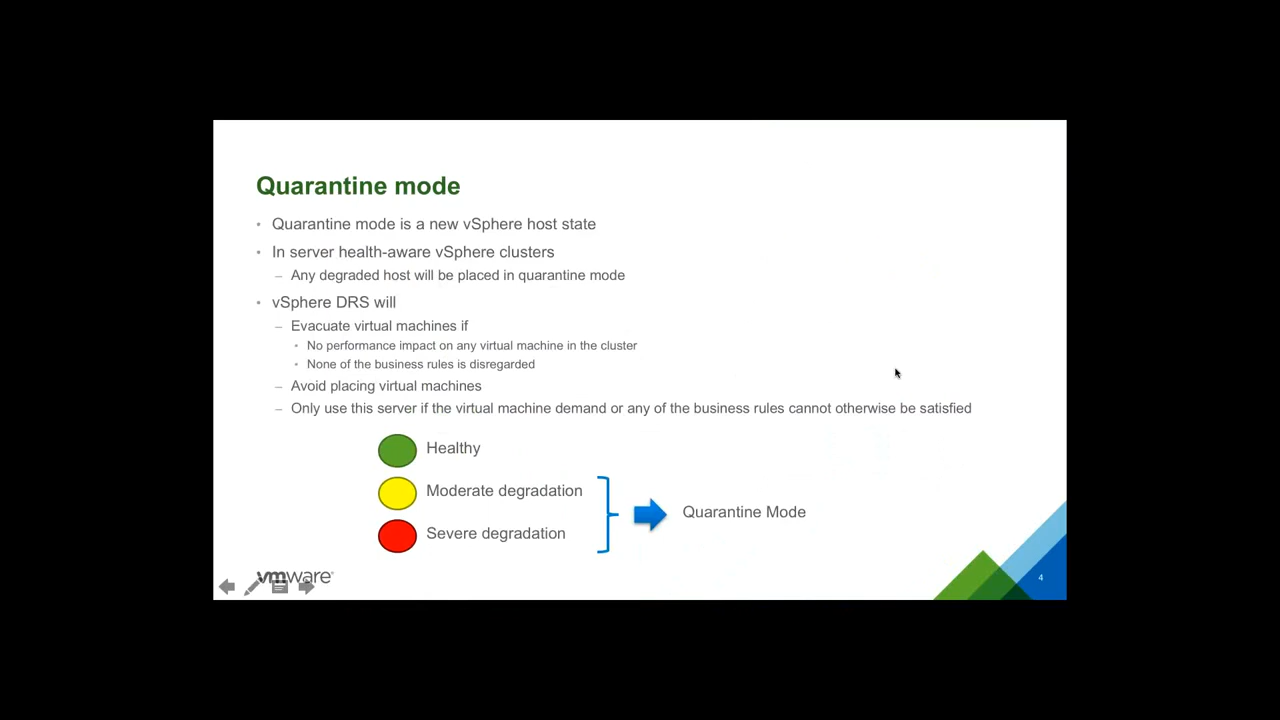 Quarantine mode
• Quarantine mode is a new vSphere host state
• In server health-aware vSphere clusters
– Any degraded host will be placed in quarantine mode
• vSphere DRS will
– Evacuate virtual machines if
• No performance impact on any virtual machine in the cluster
• None of the business rules is disregarded
– Avoid placing virtual machines
– Only use this server if the virtual machine demand or any of the business rules cannot otherwise be satisfied
Healthy
Moderate degradation
Severe degradation
Quarantine Mode
vmware
4